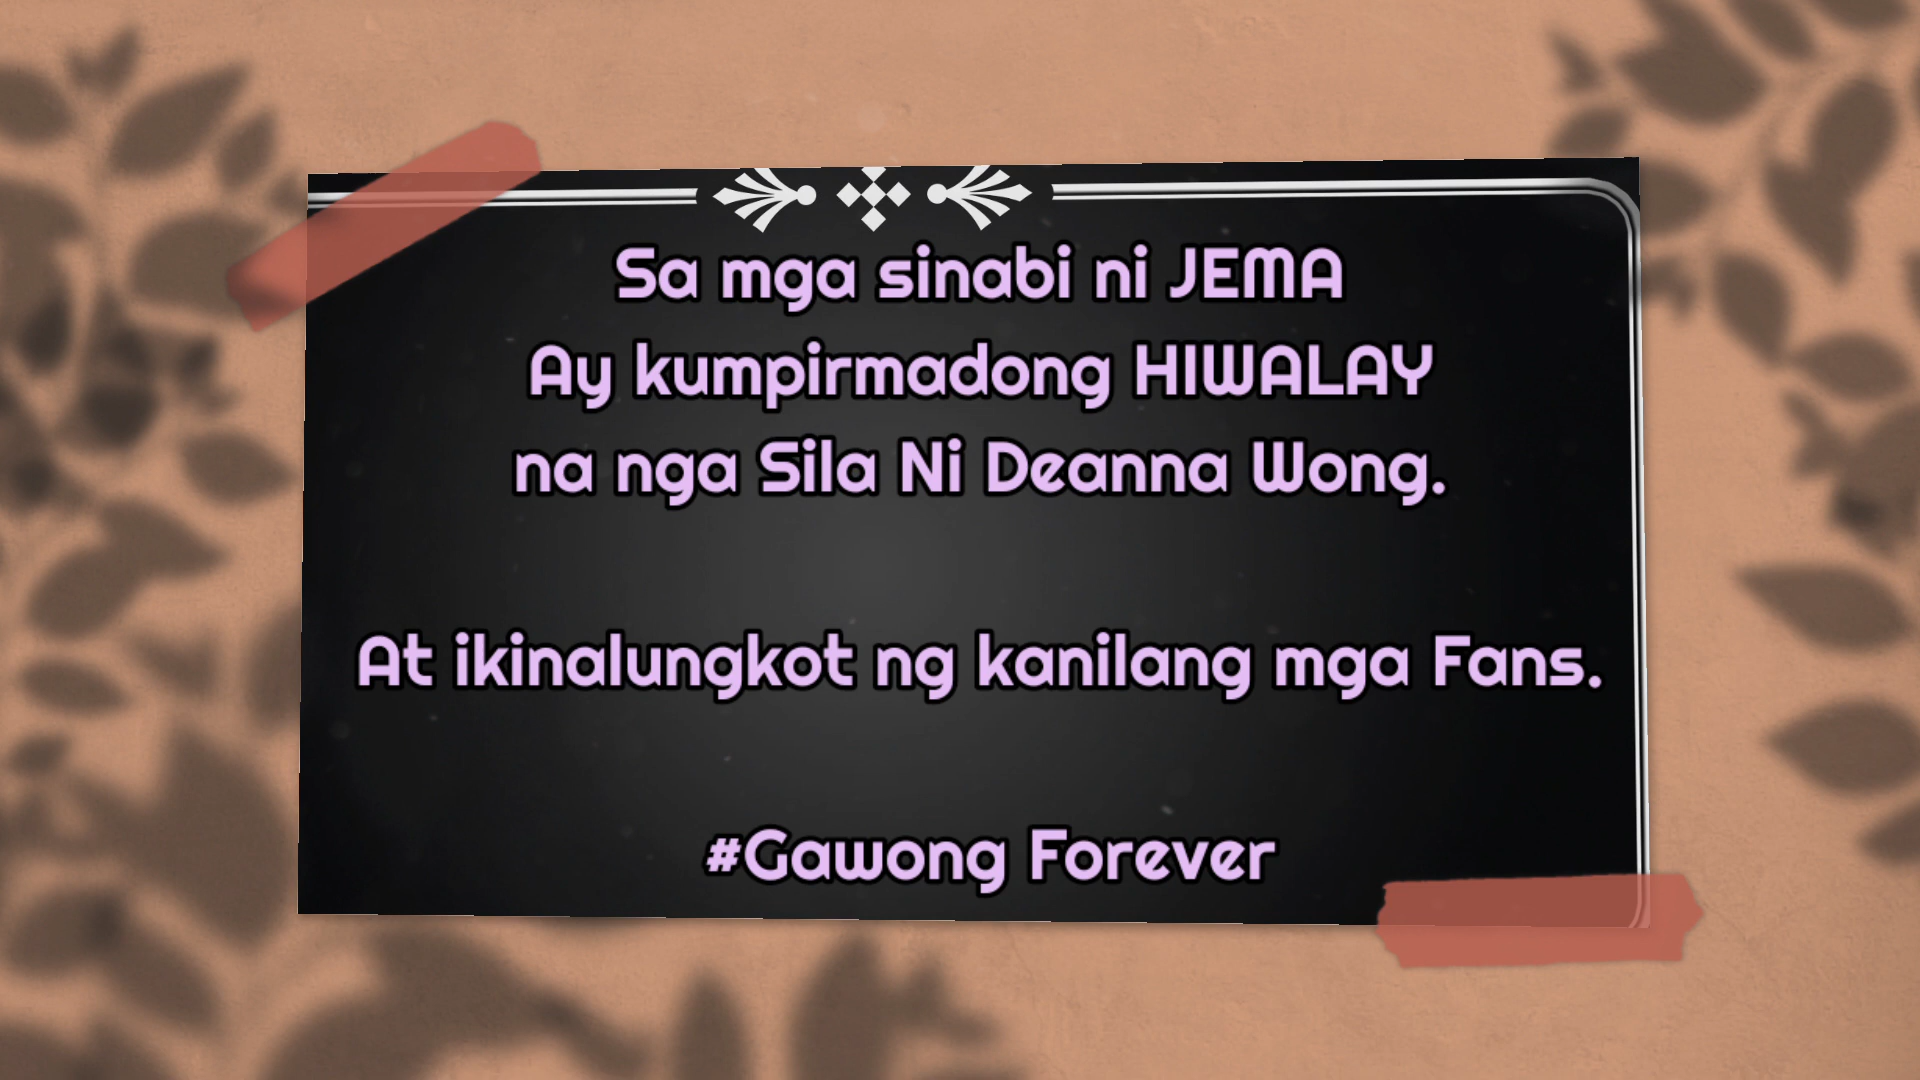 Sa mga sinabi ni JEMA
Ay kumpirmadong HIWALAY
na nga Sila Ni Deanna Wong.
At ikinalungkot ng kanilang mga Fans.
#Gawong Forever